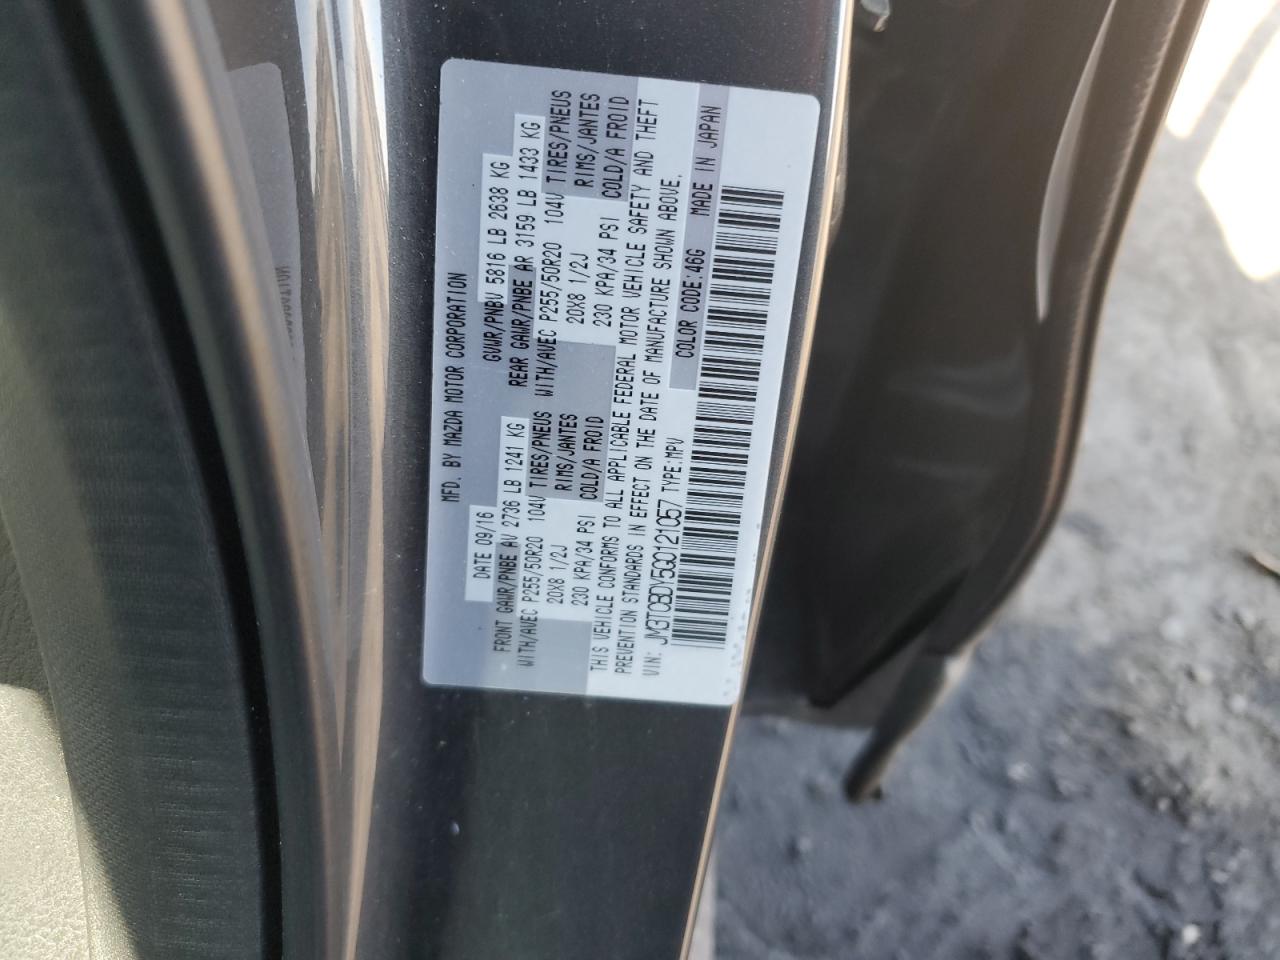 MFD. BY MAZDA MOTOR CORPORATION
DATE 09/16 GVWR/PNBV 5816 LB 2638 KG
FRONT GAWR/PNBE AV 2736 LB 1241 KG REAR GAWR/PNBE AR 3159 LB 1433 KG
WITH/AVEC P255/50R20 104V TIRES/PNEUS WITH/AVEC P255/50R20 104V TIRES/PNEUS
20X8 1/2J RIMS/JANTES 20X8 1/2J RIMS/JANTES
230 KPA/34 PSI COLD/A FROID 230 KPA/34 PSI COLD/A FROID
THIS VEHICLE CONFORMS TO ALL APPLICABLE FEDERAL MOTOR VEHICLE SAFETY AND THEFT
PREVENTION STANDARDS IN EFFECT ON THE DATE OF MANUFACTURE SHOWN ABOVE.
VIN: JM3TCBDY5G0121057 TYPE:MPV COLOR CODE:46G MADE IN JAPAN